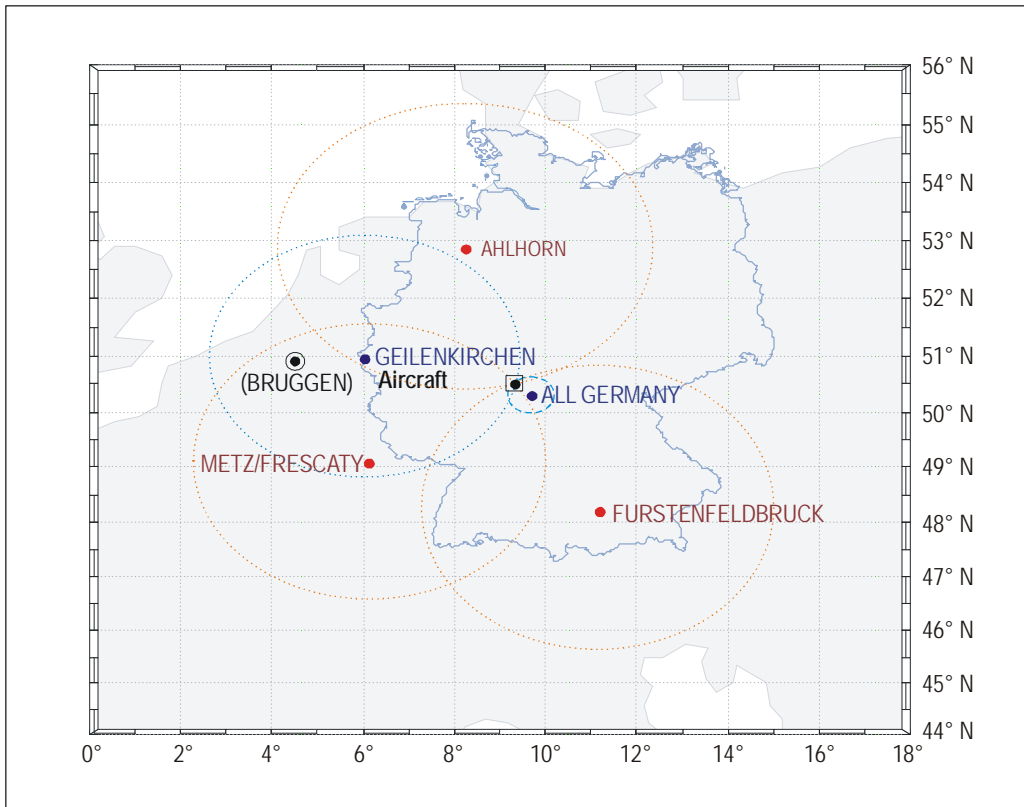 56° N
55° N
54° N
53° N
AHLHORN
52° N
51° N
GEILENKIRCHEN
(BRUGGEN)
Aircraft
ALL GERMANY
50° N
METZ/FRESCATY
49° N
FURSTENFELDBRUCK
48° N
47° N
46° N
45° N
44° N
0° 2° 4° 6° 8° 10° 12° 14° 16° 18°